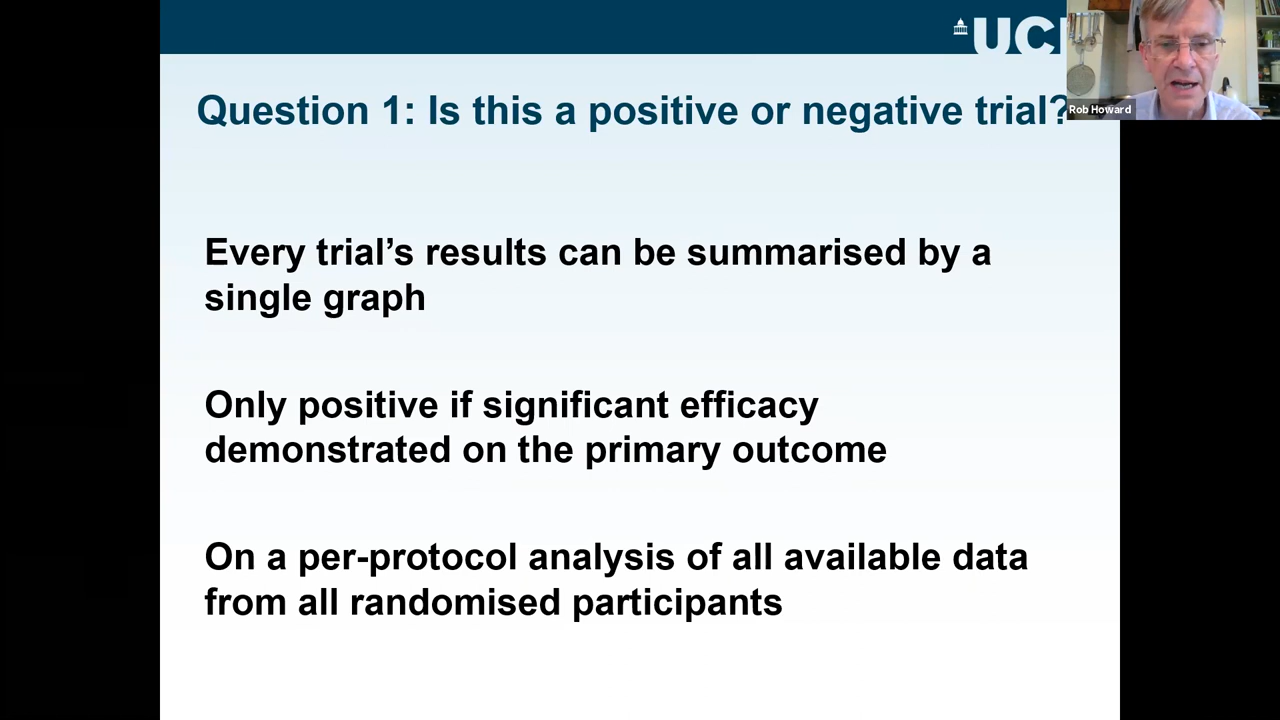 UCL
Question 1: Is this a positive or negative trial?
Rob Howard
Every trial’s results can be summarised by a
single graph
Only positive if significant efficacy
demonstrated on the primary outcome
On a per-protocol analysis of all available data
from all randomised participants